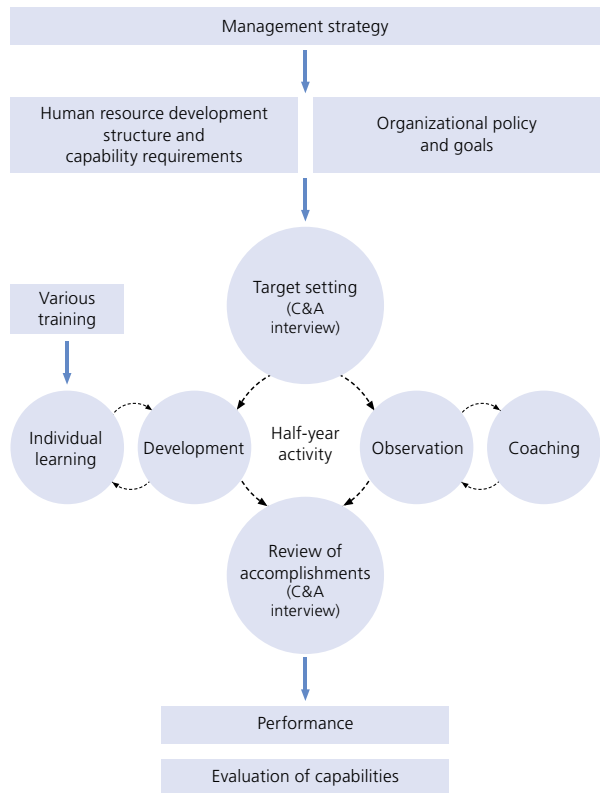 Management strategy
Human resource development
structure and
capability requirements
Organizational policy
and goals
Target setting
(C&A
interview)
Various
training
Individual
learning
Development
Half-year
activity
Observation
Coaching
Review of
accomplishments
(C&A
interview)
Performance
Evaluation of capabilities